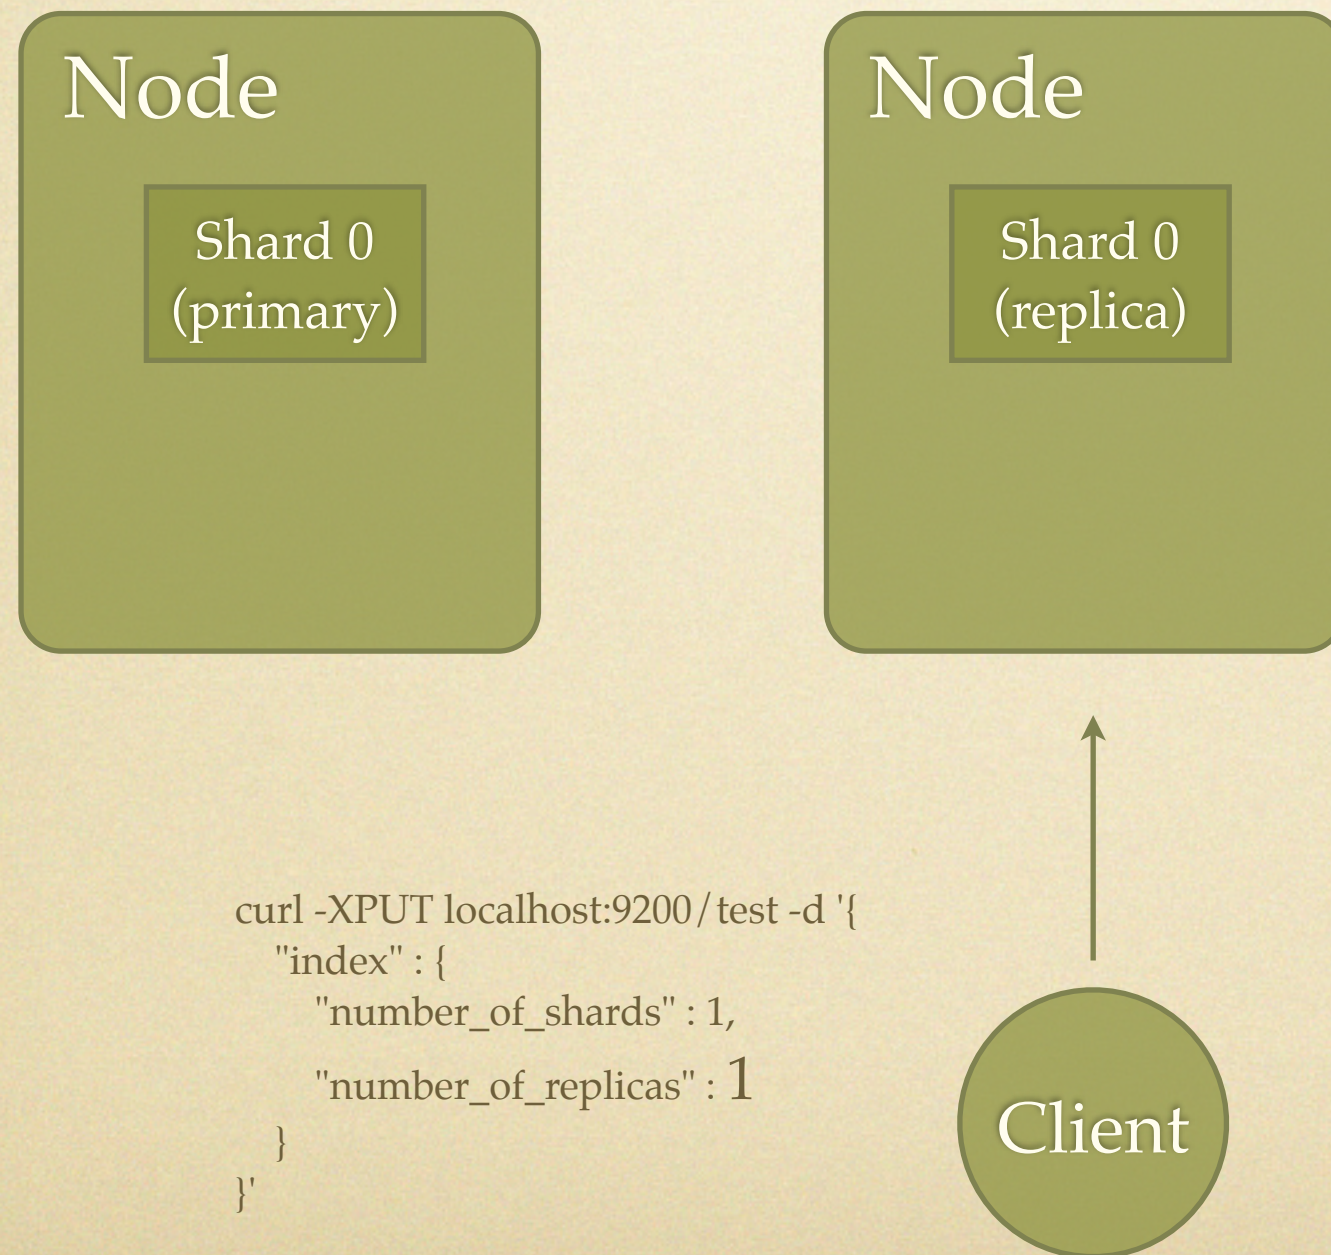 Node
Shard 0
(primary)
Node
Shard 0
(replica)
curl -XPUT localhost:9200/test -d '{
"index" : {
"number_of_shards" : 1,
"number_of_replicas" : 1
}
}'
Client